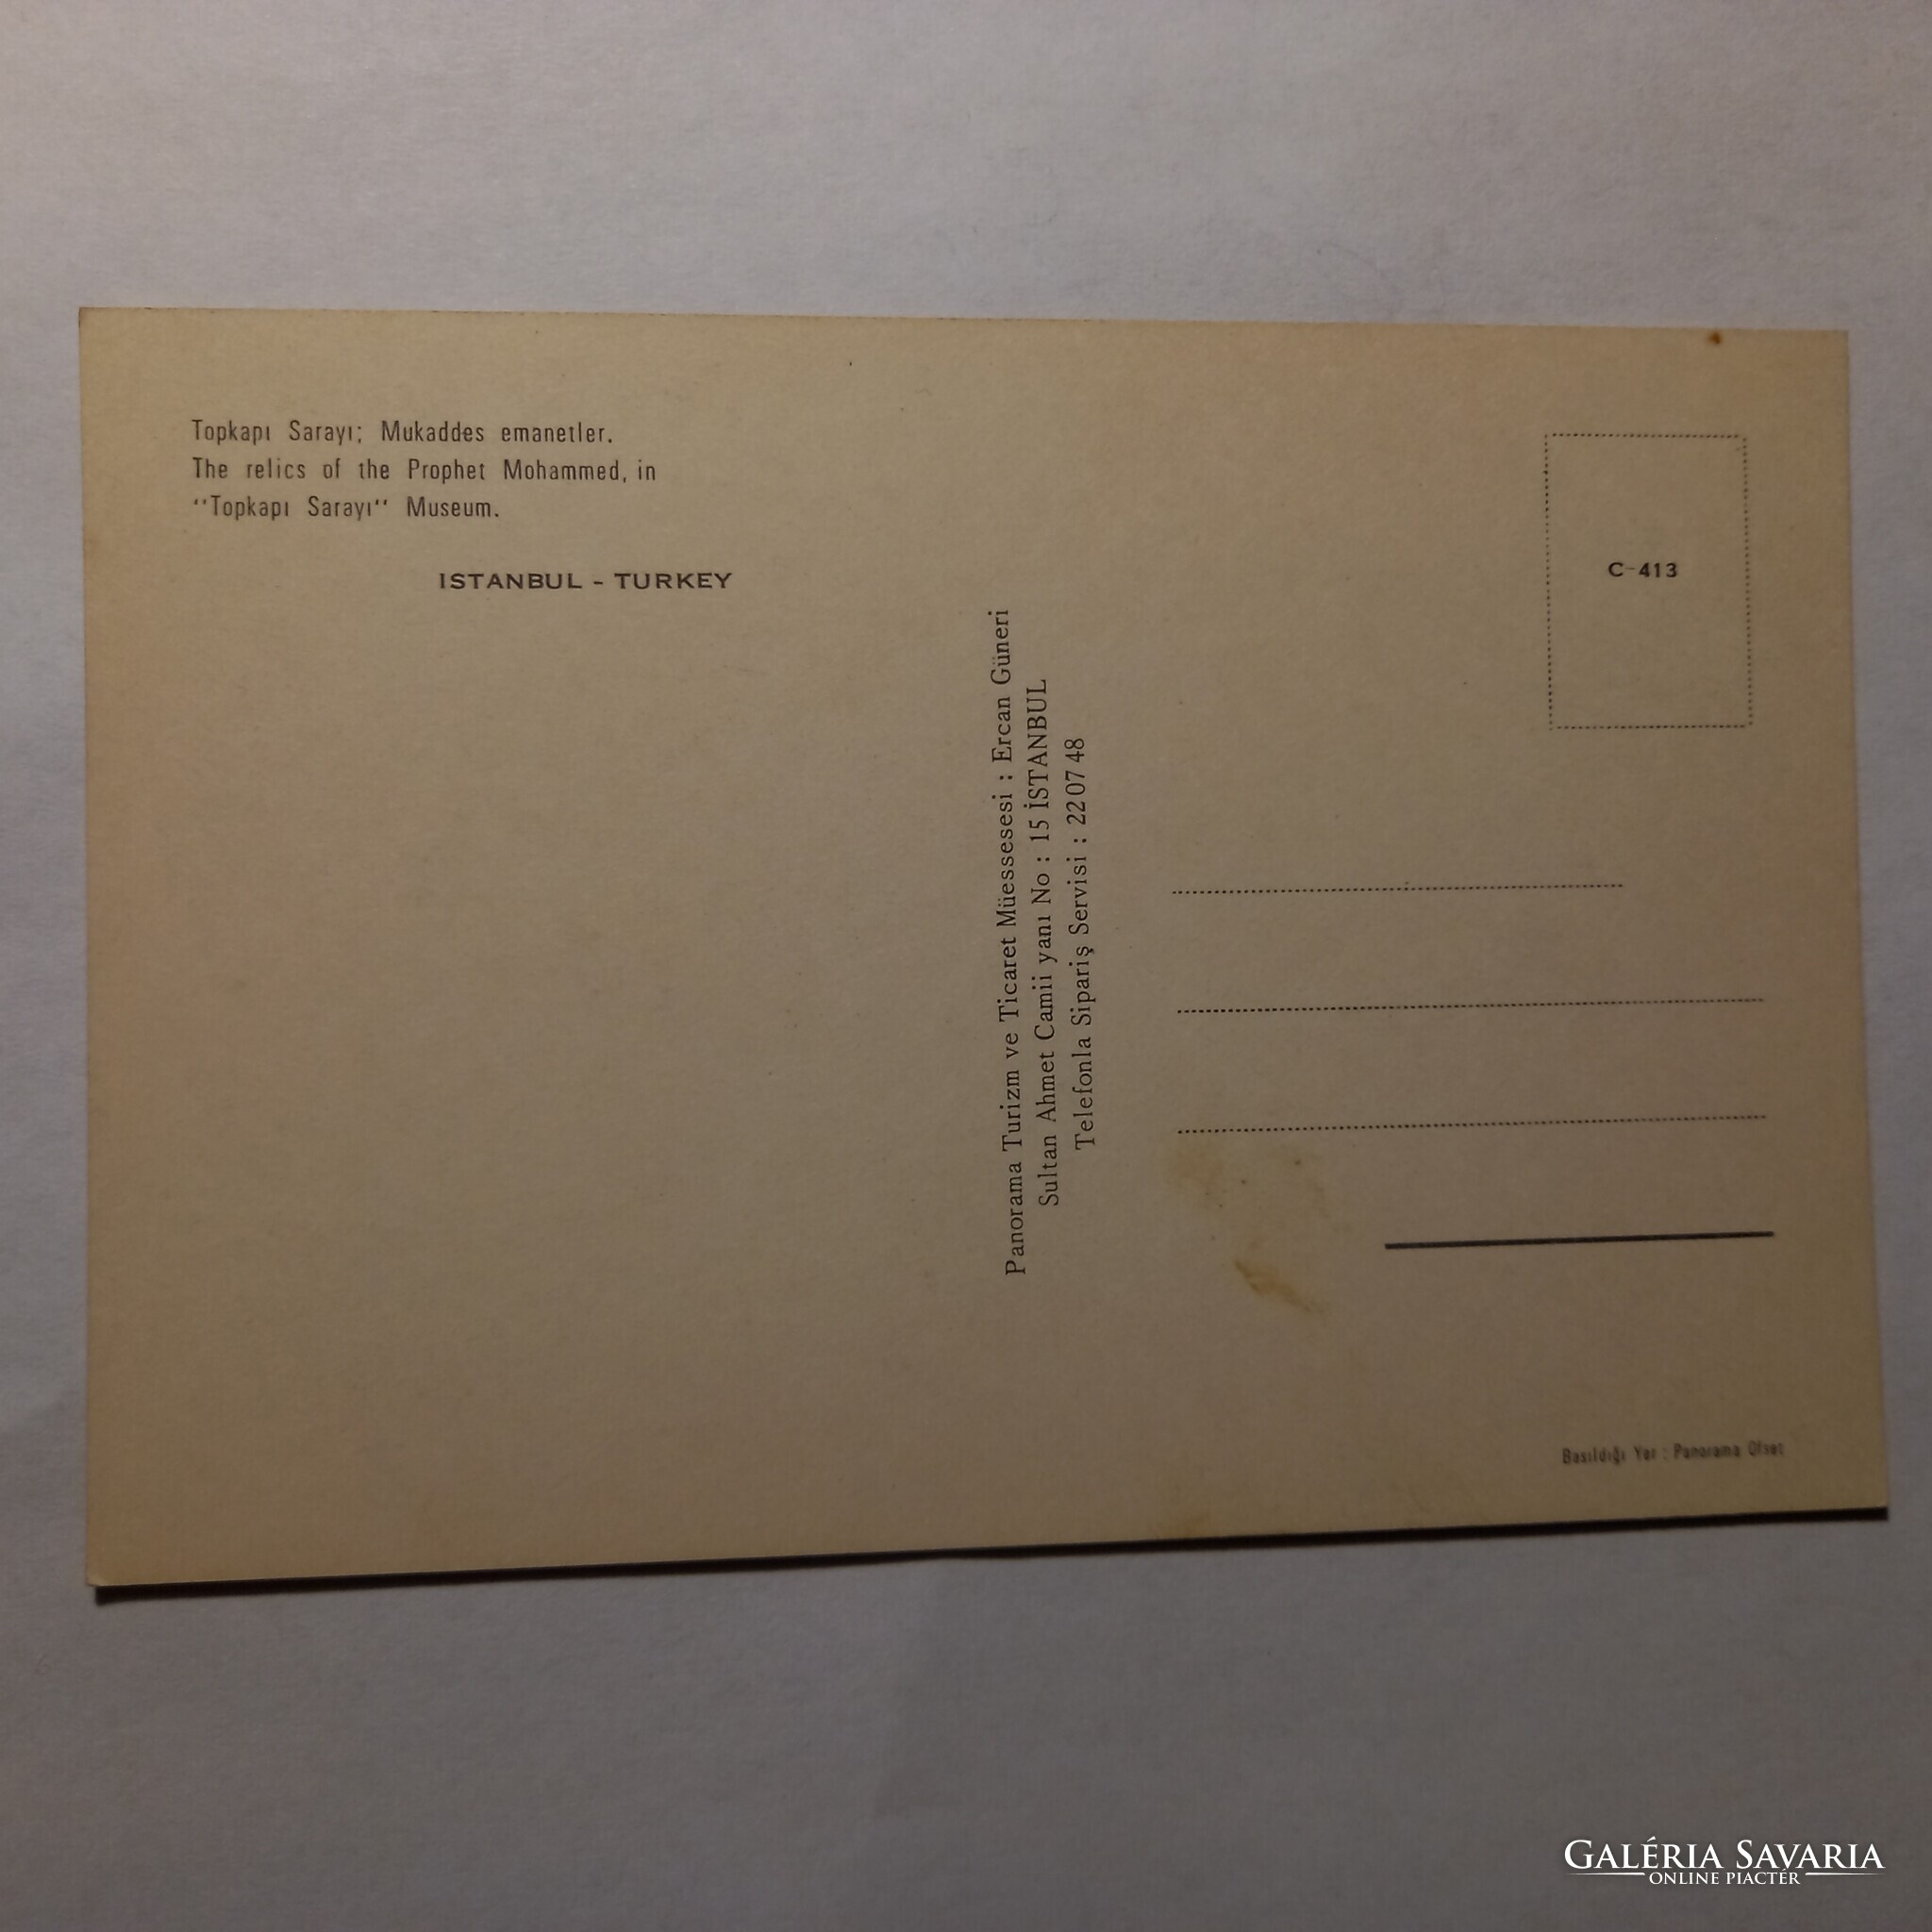 Topkapı Sarayı; Mukaddes emanetler.
The relics of the Prophet Mohammed, in
‘‘Topkapı Sarayı‘‘ Museum.
ISTANBUL - TURKEY
Panorama Turizm ve Ticaret Müessesesi : Ercan Güneri
Sultan Ahmet Camii yanı No : 15 İSTANBUL
Telefonla Sipariş Servisi : 22 07 48
C-413
Basıldığı Yer : Panorama Ofset
GALÉRIA SAVARIA
ONLINE PIACTÉR